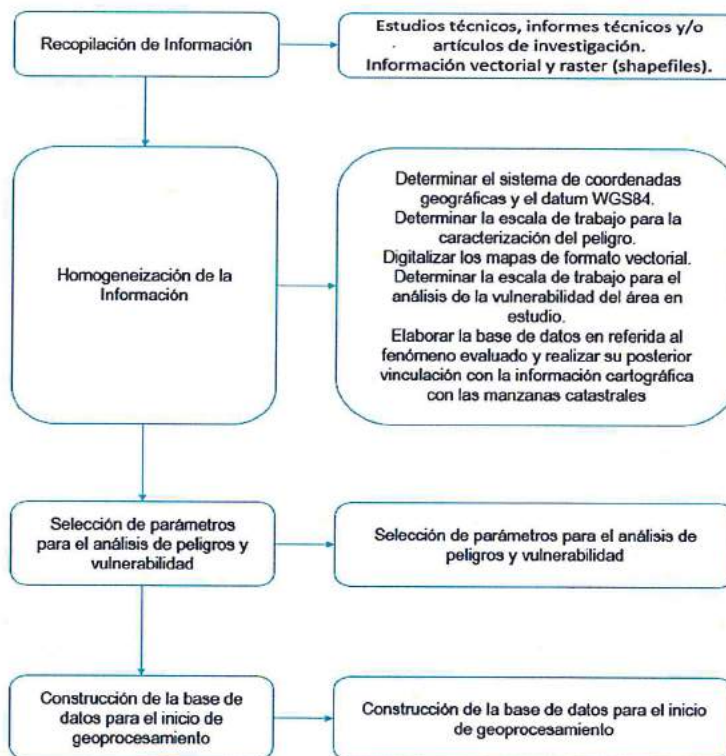 Recopilación de Información
Estudios técnicos, informes técnicos y/o
artículos de investigación.
Información vectorial y raster (shapefiles).
Homogeneización de la
Información
Determinar el sistema de coordenadas
geográficas y el datum WGS84.
Determinar la escala de trabajo para la
caracterización del peligro.
Digitalizar los mapas de formato vectorial.
Determinar la escala de trabajo para el
análisis de la vulnerabilidad del área en
estudio.
Elaborar la base de datos en referida al
fenómeno evaluado y realizar su posterior
vinculación con la información cartográfica
con las manzanas catastrales
Selección de parámetros
para el análisis de peligros y
vulnerabilidad
Selección de parámetros para el análisis de
peligros y vulnerabilidad
Construcción de la base de
datos para el inicio de
geoprocesamiento
Construcción de la base de datos para el inicio
de geoprocesamiento